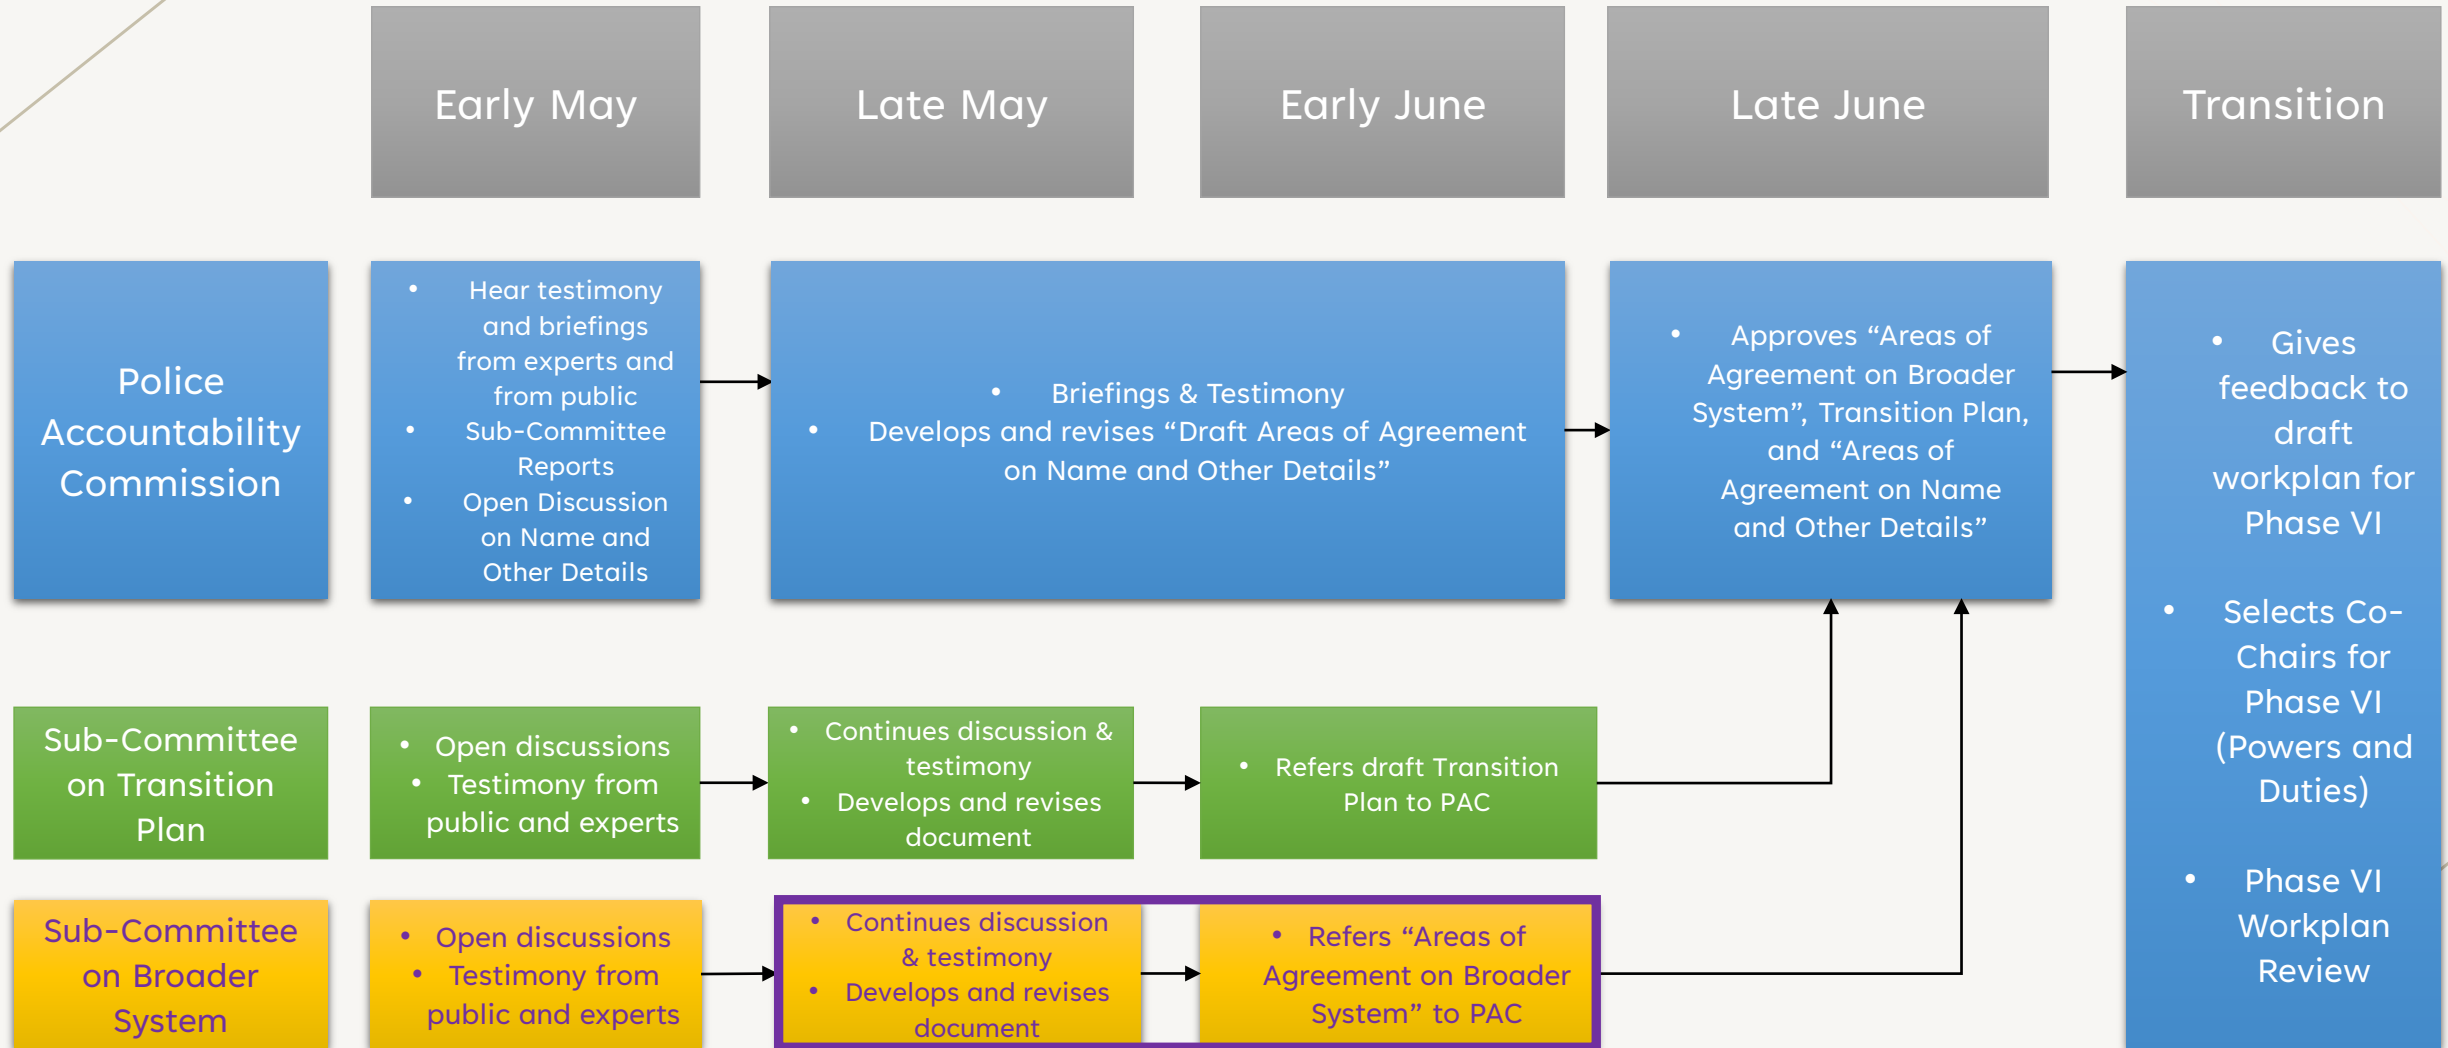 Early May
Late May
Early June
Late June
Transition
Police
Accountability
Commission
• Hear testimony
and briefings
from experts and
from public
• Sub-Committee
Reports
• Open Discussion
on Name and
Other Details
• Briefings & Testimony
• Develops and revises “Draft Areas of Agreement
on Name and Other Details”
• Approves “Areas of
Agreement on Broader
System”, Transition Plan,
and “Areas of
Agreement on Name
and Other Details”
• Gives
feedback to
draft
workplan for
Phase VI
• Selects Co-
Chairs for
Phase VI
(Powers and
Duties)
• Phase VI
Workplan
Review
Sub-Committee
on Transition
Plan
• Open discussions
• Testimony from
public and experts
• Continues discussion &
testimony
• Develops and revises
document
• Refers draft Transition
Plan to PAC
Sub-Committee
on Broader
System
• Open discussions
• Testimony from
public and experts
• Continues discussion
& testimony
• Develops and revises
document
• Refers “Areas of
Agreement on Broader
System” to PAC